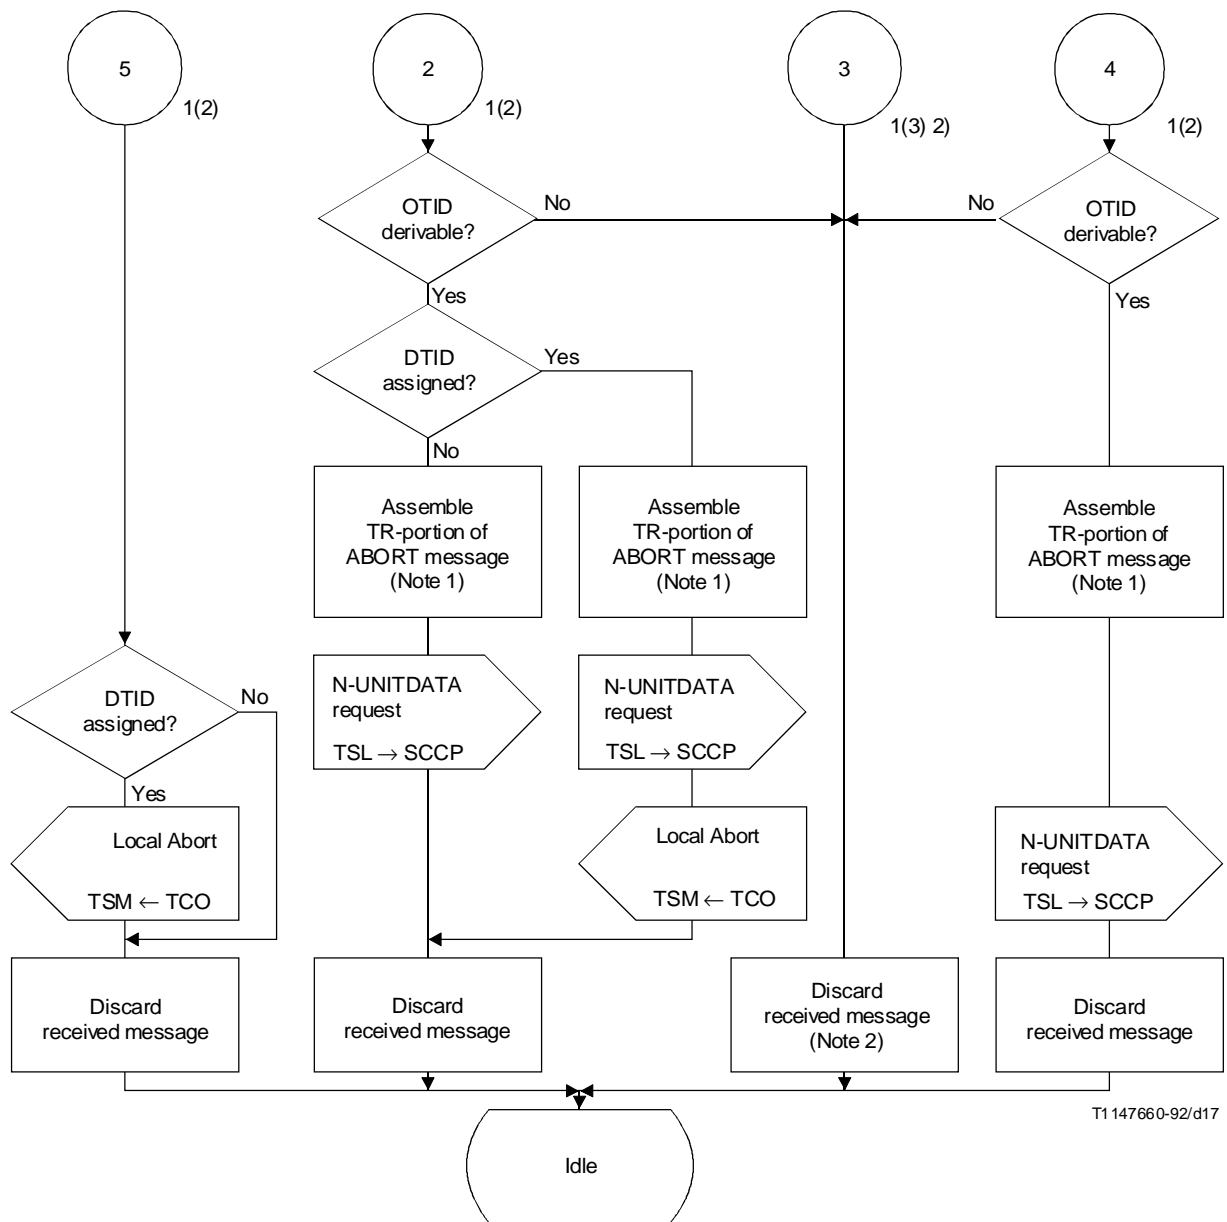 5
1(2)
2
1(2)
3
1(3) 2)
4
1(2)
OTID
derivable?
No
Yes
No
OTID
derivable?
Yes
DTID
assigned?
Yes
No
Assemble
TR-portion of
ABORT message
(Note 1)
Assemble
TR-portion of
ABORT message
(Note 1)
Assemble
TR-portion of
ABORT message
(Note 1)
DTID
assigned?
No
Yes
N-UNITDATA
request
TSL → SCCP
N-UNITDATA
request
TSL → SCCP
Local Abort
TSM ← TCO
Local Abort
TSM ← TCO
N-UNITDATA
request
TSL → SCCP
Discard
received message
Discard
received message
Discard
received message
(Note 2)
Discard
received message
T1147660-92/d17
Idle